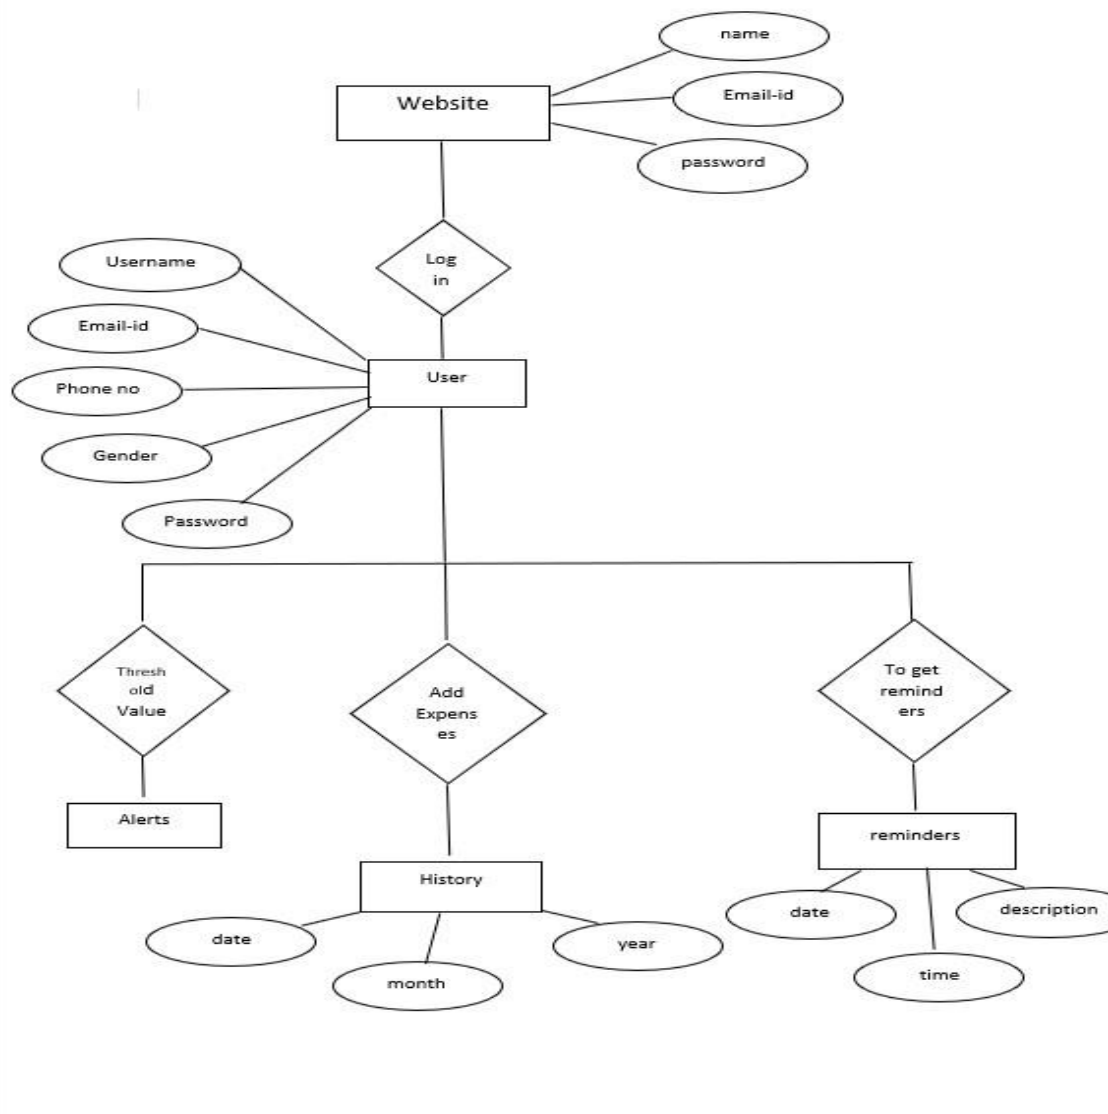 name
Website
Email-id
password
Log
in
Username
Email-id
User
Phone no
Gender
Password
Thresh
old
Value
Add
Expens
es
To get
remind
ers
Alerts
reminders
History
date
month
year
date
time
description